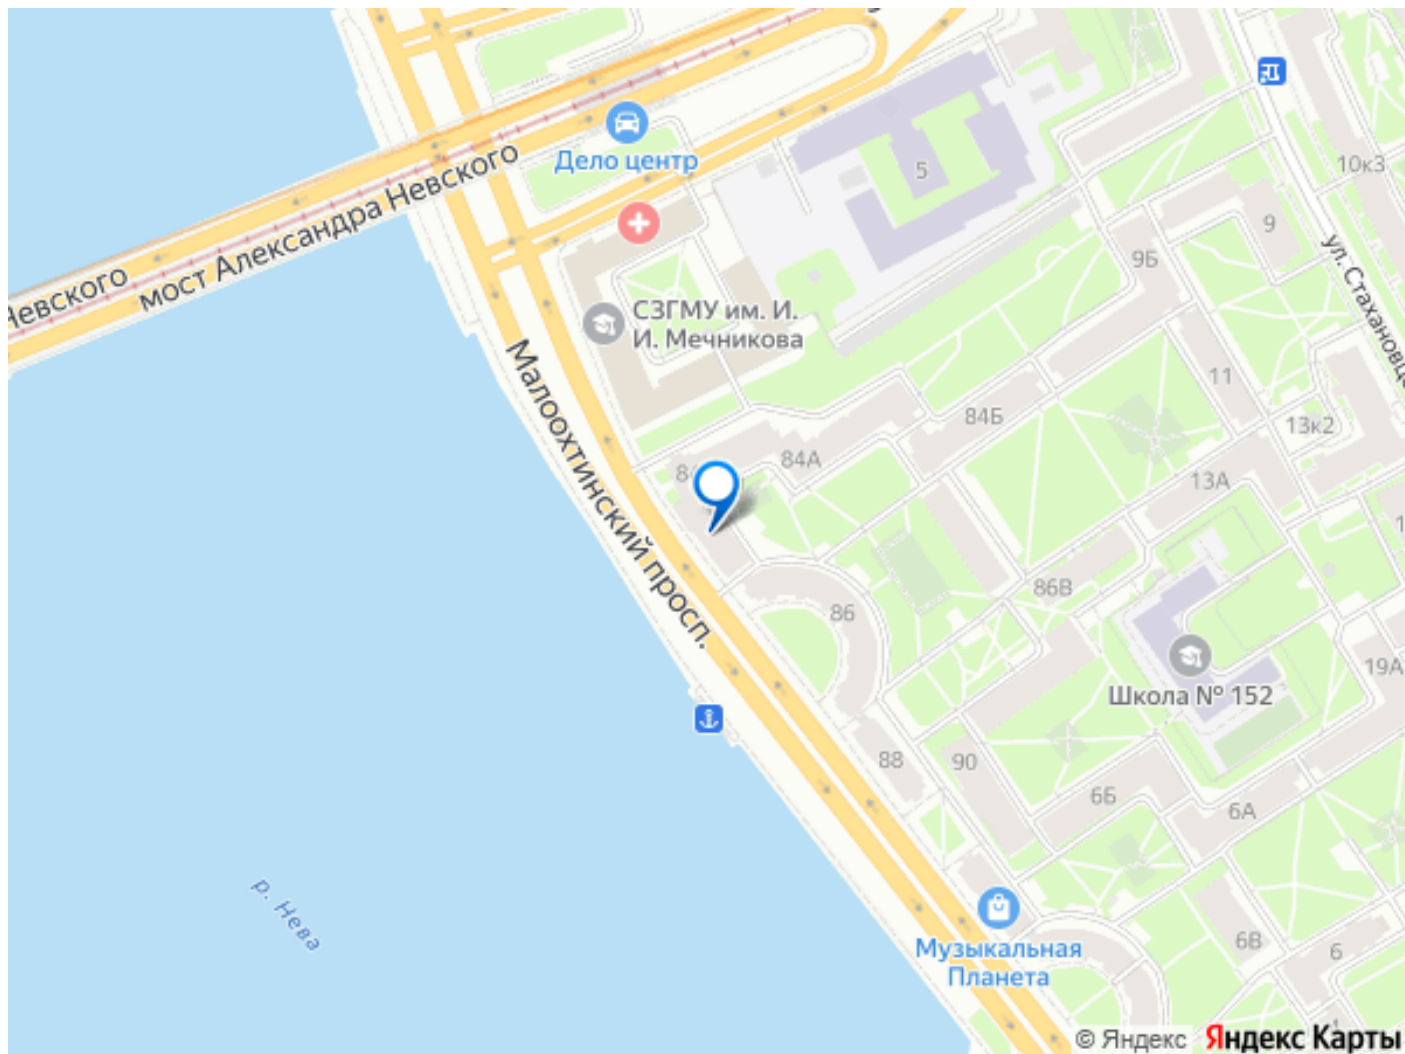 Дело центр
5
10к3
9
9Б
ул. Стахановце
мост Александра Невского
Невского
СЗГМУ им. И.
И. Мечникова
Малоохтинский просп.
11
84Б
13к2
84А
13А
86В
86
Школа № 152
19А
88
90
6Б
6А
р. Нева
Музыкальная
Планета
6В
6
© Яндекс Яндекс Карты